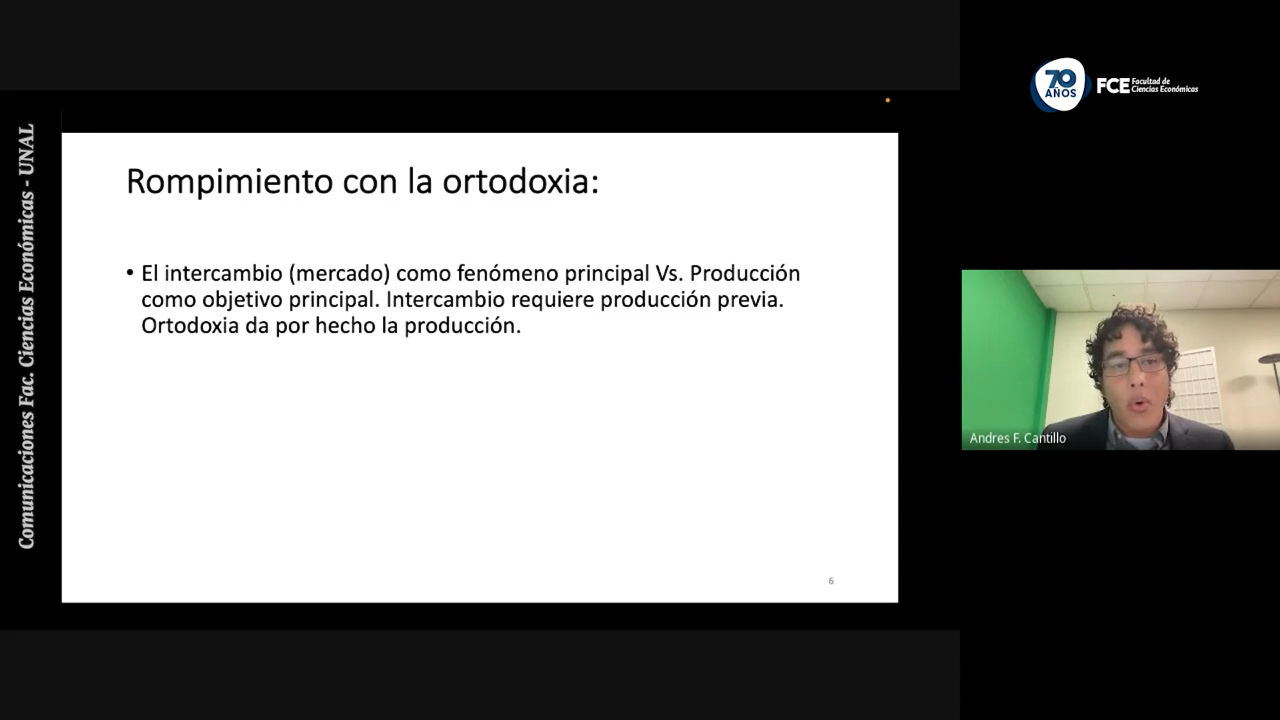 Comunicaciones Fac. Ciencias Económicas - UNAL
Rompimiento con la ortodoxia:
• El intercambio (mercado) como fenómeno principal Vs. Producción
como objetivo principal. Intercambio requiere producción previa.
Ortodoxia da por hecho la producción.
6
70
AÑOS
FCE
Facultad de
Ciencias Económicas
Andres F. Cantillo